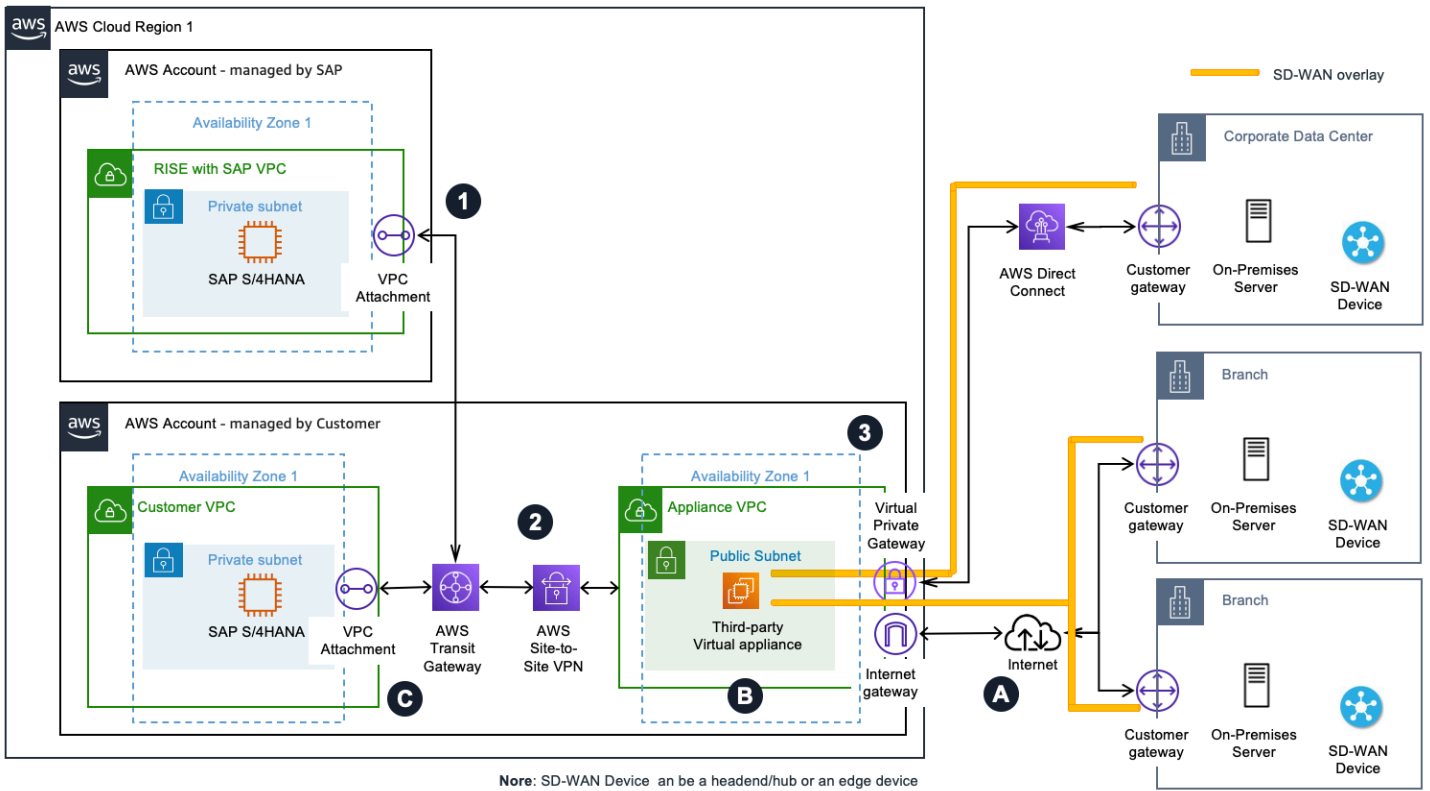 aws
AWS Cloud Region 1
aws
AWS Account - managed by SAP
Availability Zone 1
RISE with SAP VPC
Private subnet
SAP S/4HANA
VPC
Attachment
1
SD-WAN overlay
Corporate Data Center
AWS Direct
Connect
Customer
gateway
On-Premises
Server
SD-WAN
Device
Branch
Customer
gateway
On-Premises
Server
SD-WAN
Device
aws
AWS Account - managed by Customer
Availability Zone 1
Customer VPC
Private subnet
SAP S/4HANA
VPC
Attachment
C
AWS
Transit
Gateway
2
AWS
Site-to-
Site VPN
3
Availability Zone 1
Appliance VPC
Public Subnet
Third-party
Virtual appliance
B
Virtual
Private
Gateway
Internet
gateway
Internet
A
Branch
Customer
gateway
On-Premises
Server
SD-WAN
Device
Nore: SD-WAN Device an be a headend/hub or an edge device